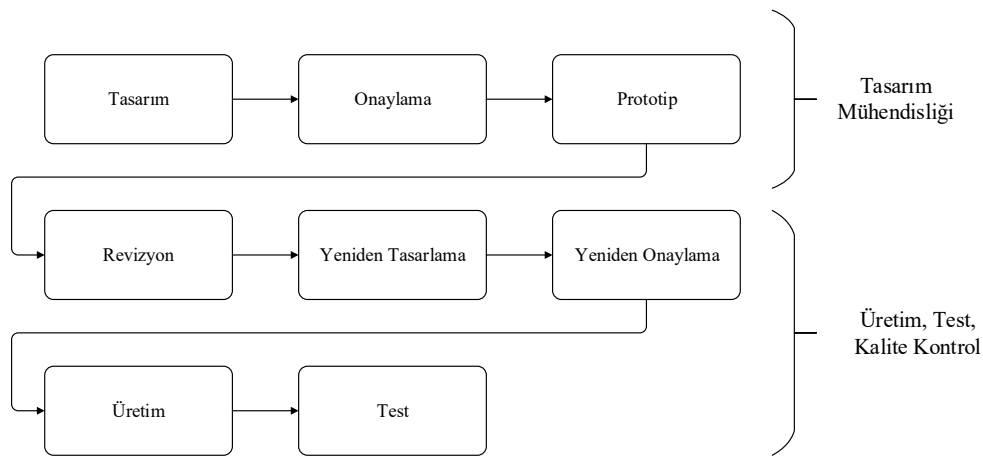 Tasarım
Onaylama
Prototip
Tasarım
Mühendisliği
Revizyon
Yeniden Tasarlama
Yeniden Onaylama
Üretim, Test,
Kalite Kontrol
Üretim
Test